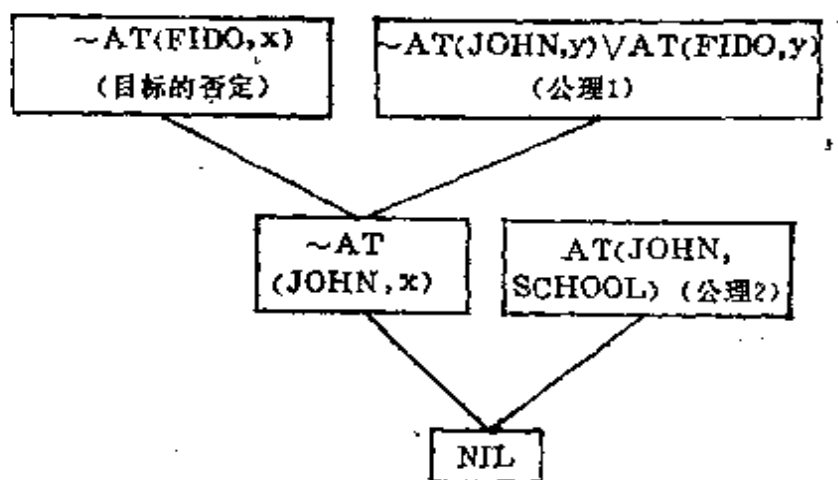 ~AT(FIDO,x)
(目标的否定)
~AT(JOHN,y)∨AT(FIDO,y)
(公理1)
~AT
(JOHN,x)
AT(JOHN,
SCHOOL) (公理2)
NIL